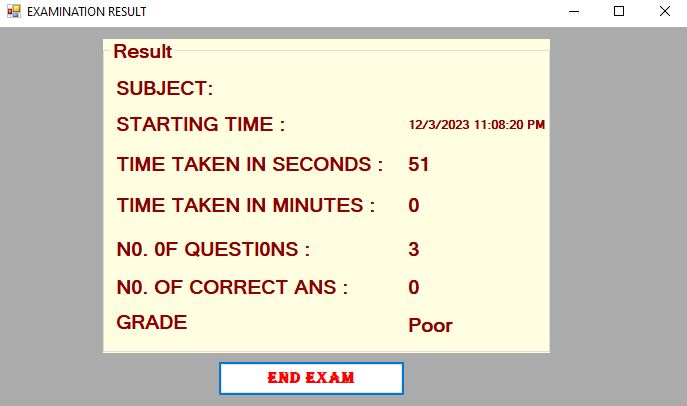 EXAMINATION RESULT
Result
SUBJECT:
STARTING TIME : 12/3/2023 11:08:20 PM
TIME TAKEN IN SECONDS : 51
TIME TAKEN IN MINUTES : 0
N0. 0F QUESTI0NS : 3
N0. OF CORRECT ANS : 0
GRADE Poor
END EXAM